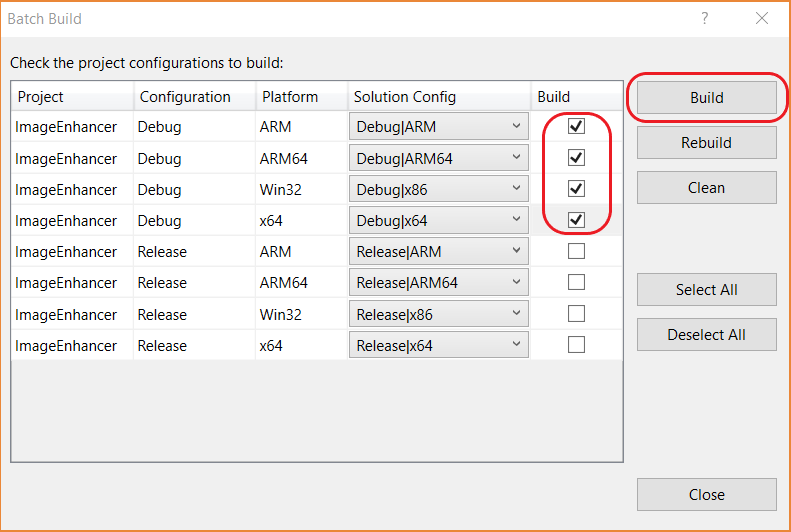 Batch Build ?
Check the project configurations to build:
Project Configuration Platform Solution Config Build
ImageEnhancer Debug ARM Debug|ARM
ImageEnhancer Debug ARM64 Debug|ARM64
ImageEnhancer Debug Win32 Debug|x86
ImageEnhancer Debug x64 Debug|x64
ImageEnhancer Release ARM Release|ARM
ImageEnhancer Release ARM64 Release|ARM64
ImageEnhancer Release Win32 Release|x86
ImageEnhancer Release x64 Release|x64
Build
Rebuild
Clean
Select All
Deselect All
Close